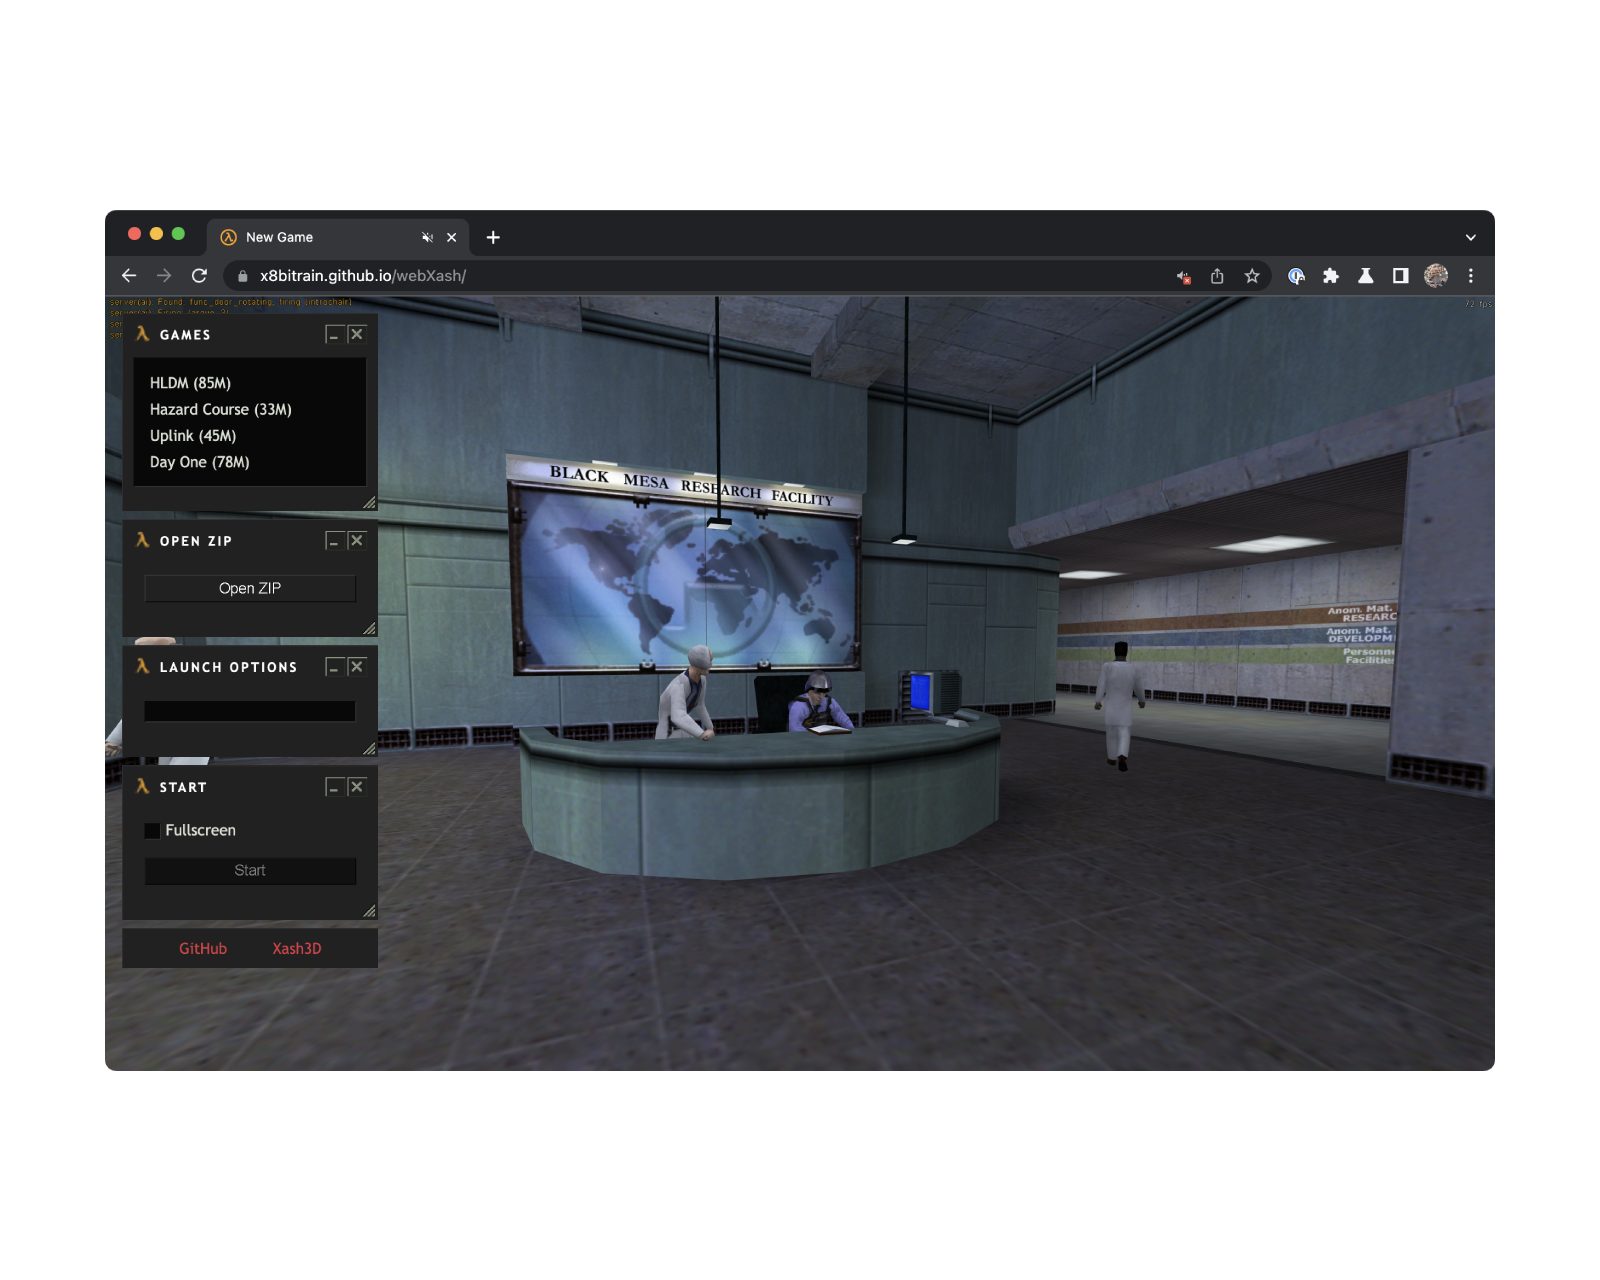 New Game
x8bitrain.github.io/webXash/
server(ai): Found: func_door_rotating, firing (introchair)
72 fps
GAMES
HLDM (85M)
Hazard Course (33M)
Uplink (45M)
Day One (78M)
OPEN ZIP
Open ZIP
LAUNCH OPTIONS
START
Fullscreen
Start
GitHub Xash3D
BLACK MESA RESEARCH FACILITY
Anom. Mat.
RESEARC
Anom. Mat.
DEVELOPM
Personne
Facilitie